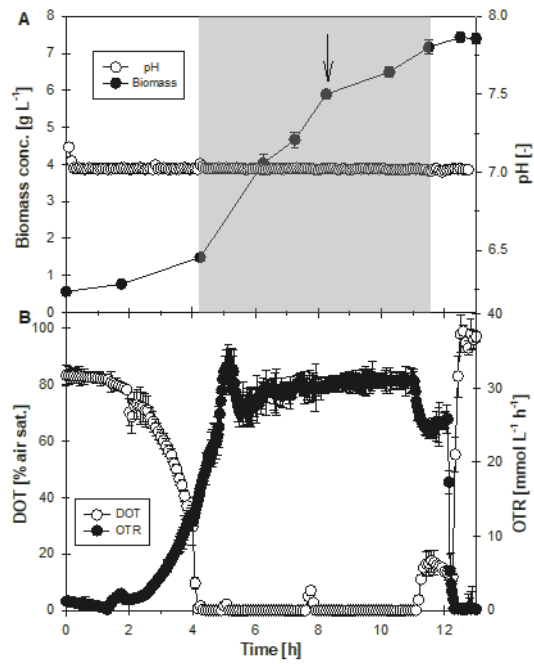 A
8
7
6
5
4
3
2
1
0
Biomass conc. [g L-1]
pH
Biomass
8.0
7.5
7.0
6.5
pH [-]
B
100
80
60
40
20
0
DOT [% air sat.]
DOT
OTR
40
30
20
10
0
OTR [mmol L-1 h-1]
0 2 4 6 8 10 12
Time [h]